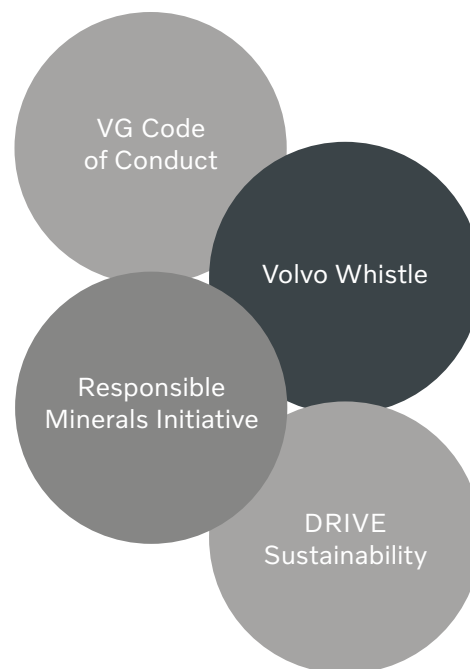 VG Code
of Conduct
Volvo Whistle
Responsible
Minerals Initiative
DRIVE
Sustainability